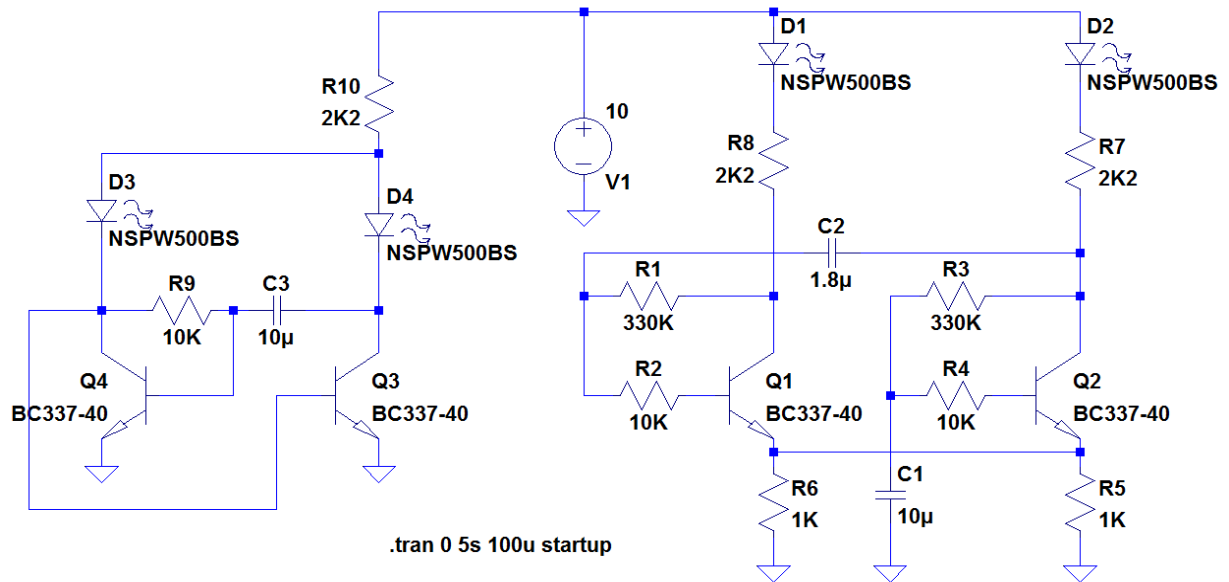 D1
NSPW500BS
D2
NSPW500BS
R10
2K2
10
V1
R8
2K2
R7
2K2
D3
NSPW500BS
D4
NSPW500BS
C2
1.8µ
R9
10K
C3
10µ
R1
330K
R3
330K
Q4
BC337-40
Q3
BC337-40
R2
10K
Q1
BC337-40
R4
10K
Q2
BC337-40
R6
1K
C1
10µ
R5
1K
.tran 0 5s 100u startup